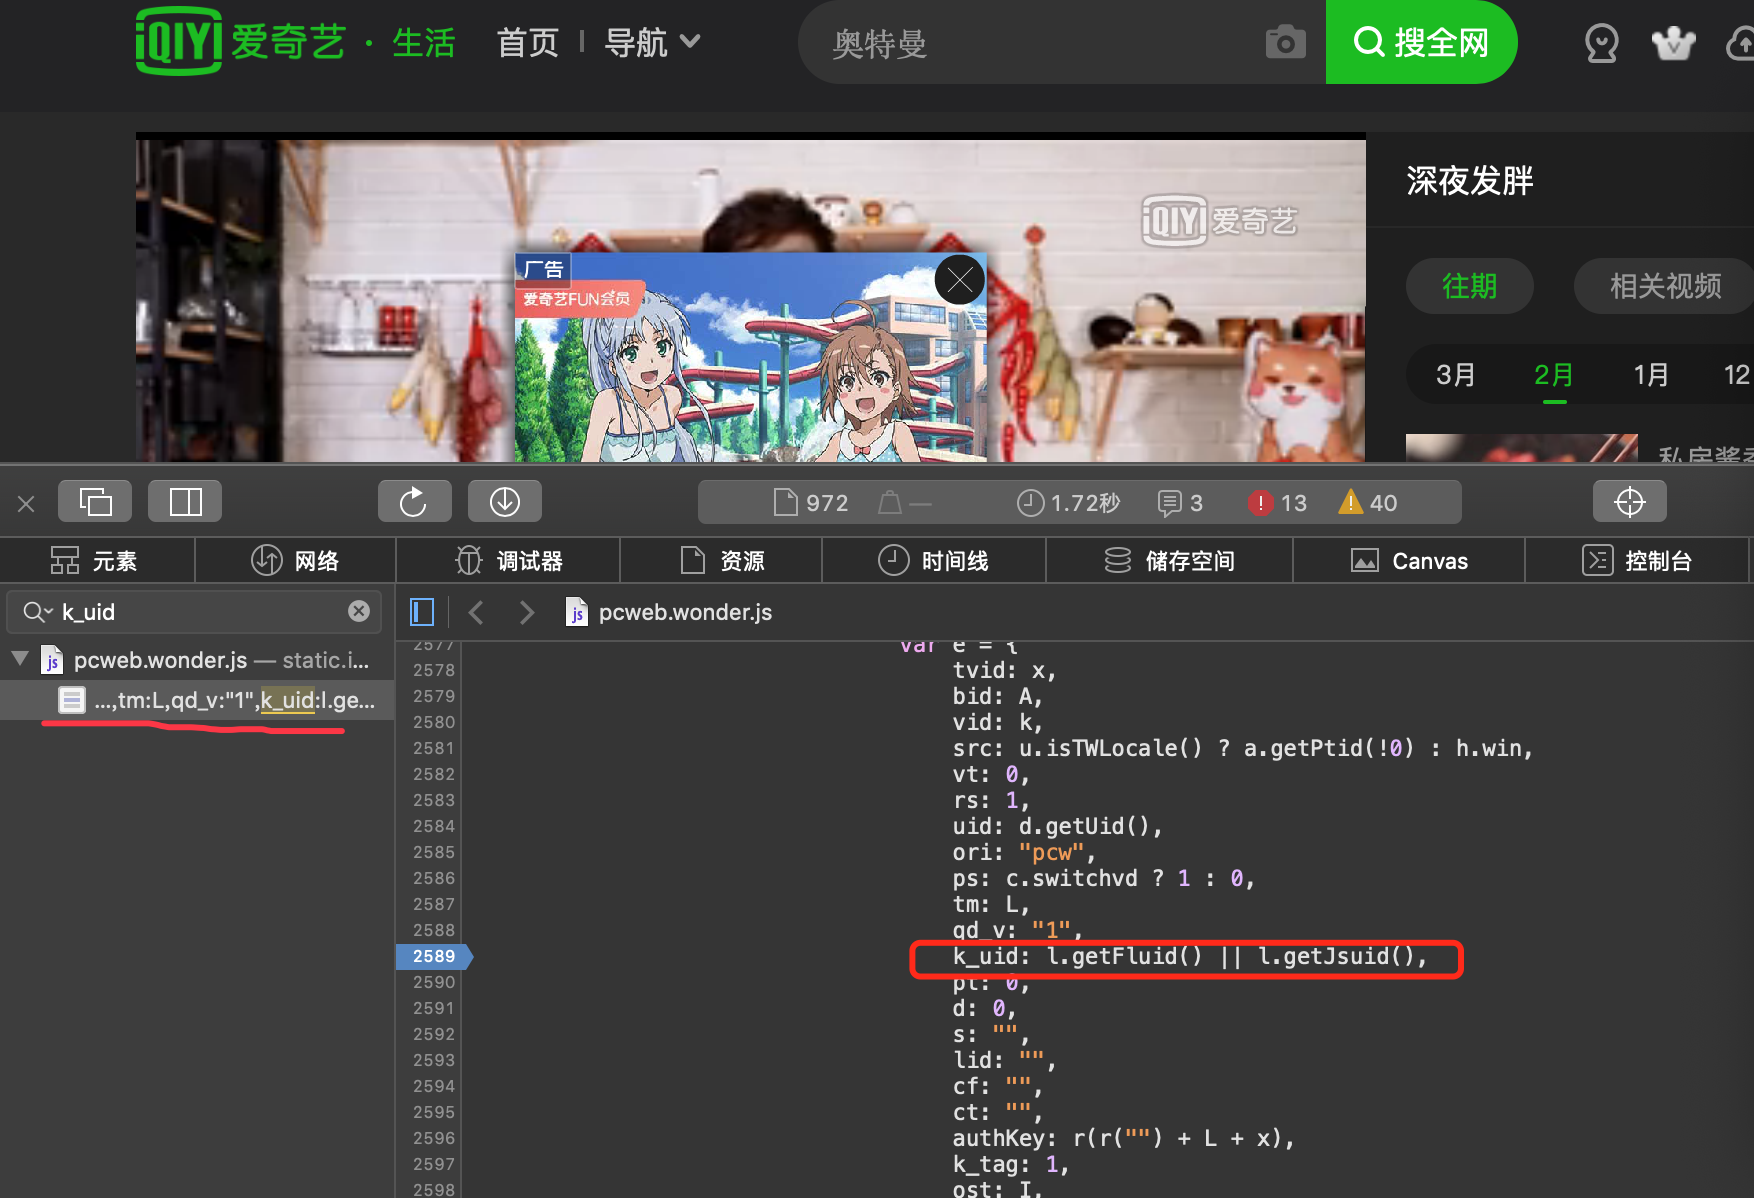 iQIYI 爱奇艺 · 生活 首页 导航 奥特曼 搜全网
iQIYI 爱奇艺
深夜发胖
广告
爱奇艺FUN会员
往期 相关视频
3月 2月 1月 12
私房酱香
972 — 1.72秒 3 13 40
元素 网络 调试器 资源 时间线 储存空间 Canvas 控制台
k_uid
pcweb.wonder.js
pcweb.wonder.js — static.i...
...,tm:L,qd_v:"1",k_uid:l.ge...
2577 var e = {
2578 tvid: x,
2579 bid: A,
2580 vid: k,
2581 src: u.isTWLocale() ? a.getPtid(!0) : h.win,
2582 vt: 0,
2583 rs: 1,
2584 uid: d.getUid(),
2585 ori: "pcw",
2586 ps: c.switchvd ? 1 : 0,
2587 tm: L,
2588 qd_v: "1",
2589 k_uid: l.getFluid() || l.getJsuid(),
2590 pt: 0,
2591 d: 0,
2592 s: "",
2593 lid: "",
2594 cf: "",
2595 ct: "",
2596 authKey: r(r("") + L + x),
2597 k_tag: 1,
2598 ost: I,